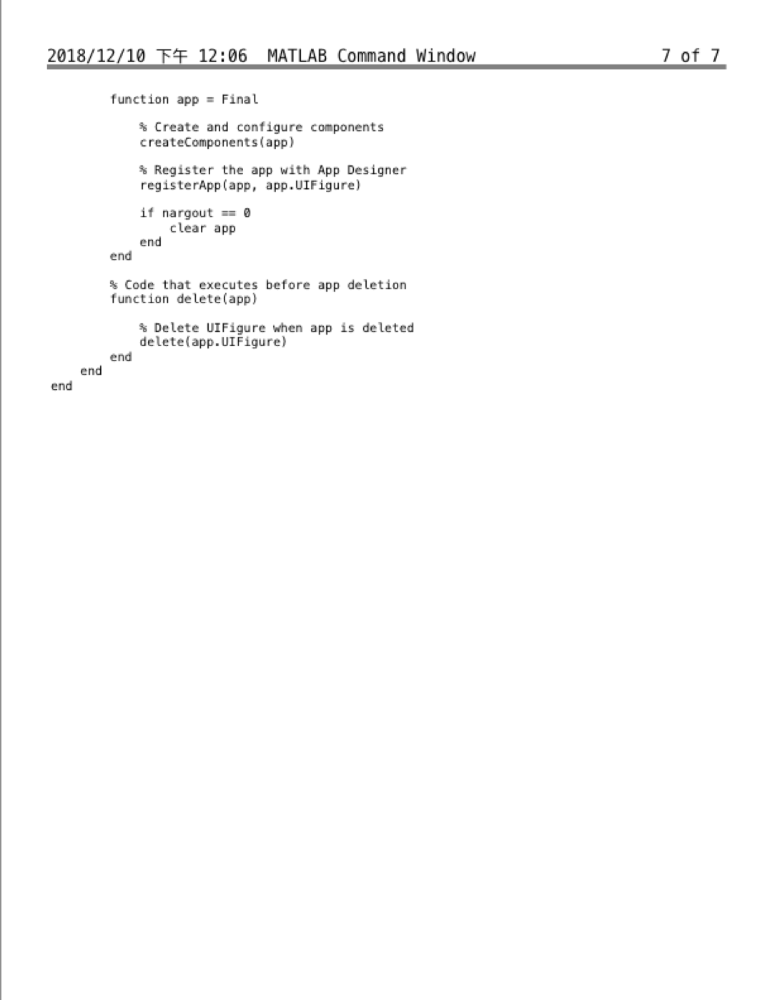 2018/12/10 下午 12:06  MATLAB Command Window 7 of 7
function app = Final
% Create and configure components
createComponents(app)
% Register the app with App Designer
registerApp(app, app.UIFigure)
if nargout == 0
clear app
end
end
% Code that executes before app deletion
function delete(app)
% Delete UIFigure when app is deleted
delete(app.UIFigure)
end
end
end